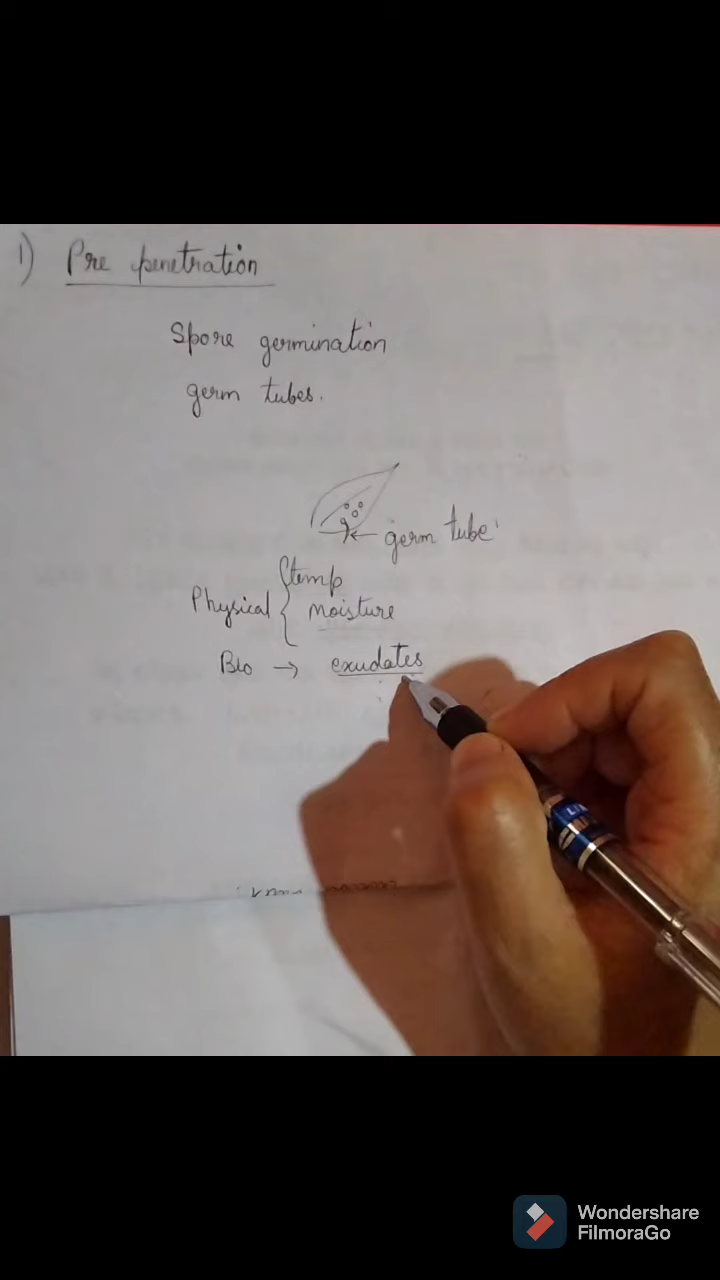 1) Pre penetration
Spore germination
germ tubes.
germ tube
Physical { temp
moisture
Bio → exudates
Wondershare
FilmoraGo